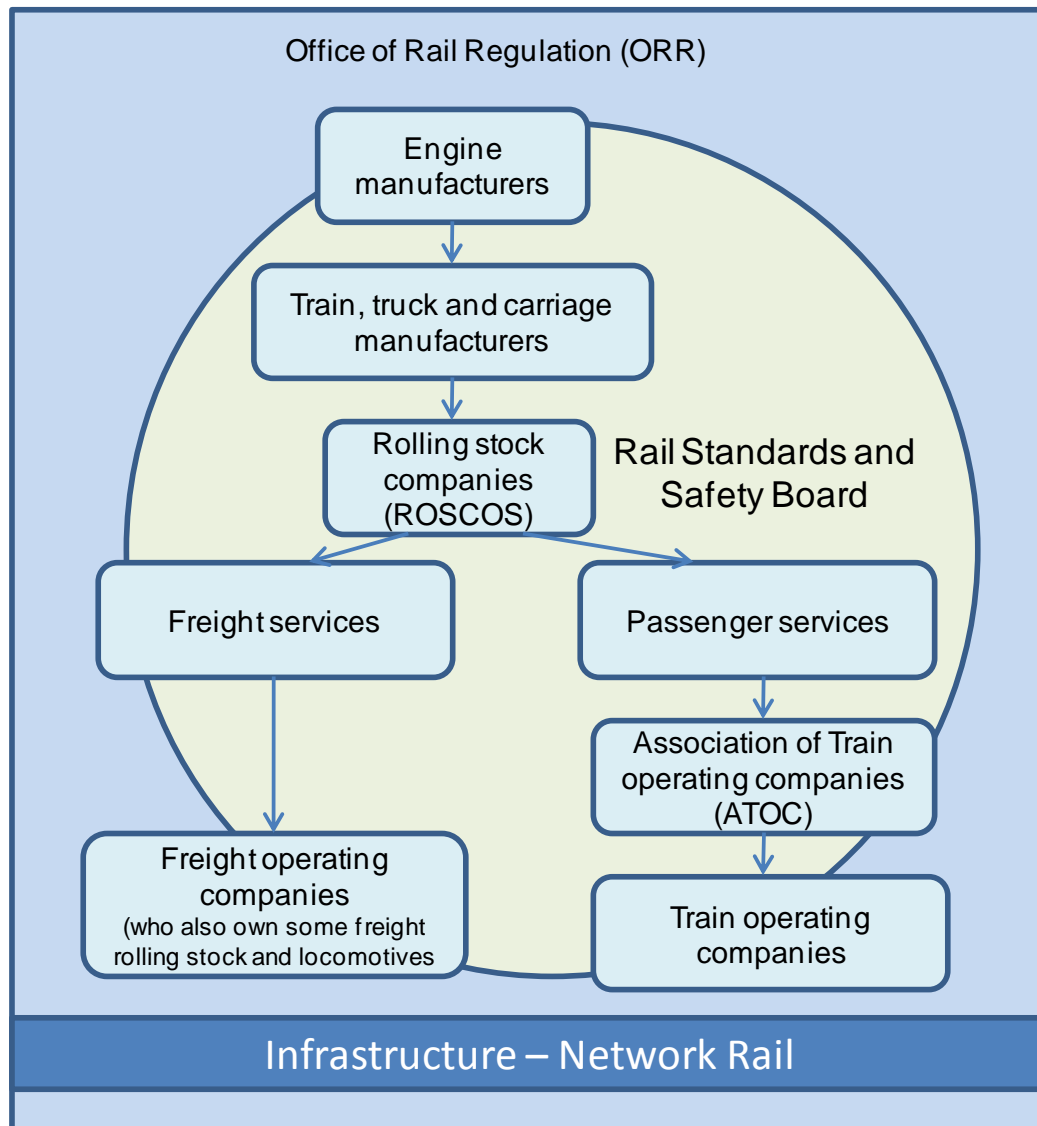 Office of Rail Regulation (ORR)
Engine
manufacturers
Train, truck and carriage
manufacturers
Rolling stock
companies
(ROSCOS)
Rail Standards and
Safety Board
Freight services
Passenger services
Association of Train
operating companies
(ATOC)
Freight operating
companies
(who also own some freight
rolling stock and locomotives
Train operating
companies
Infrastructure – Network Rail